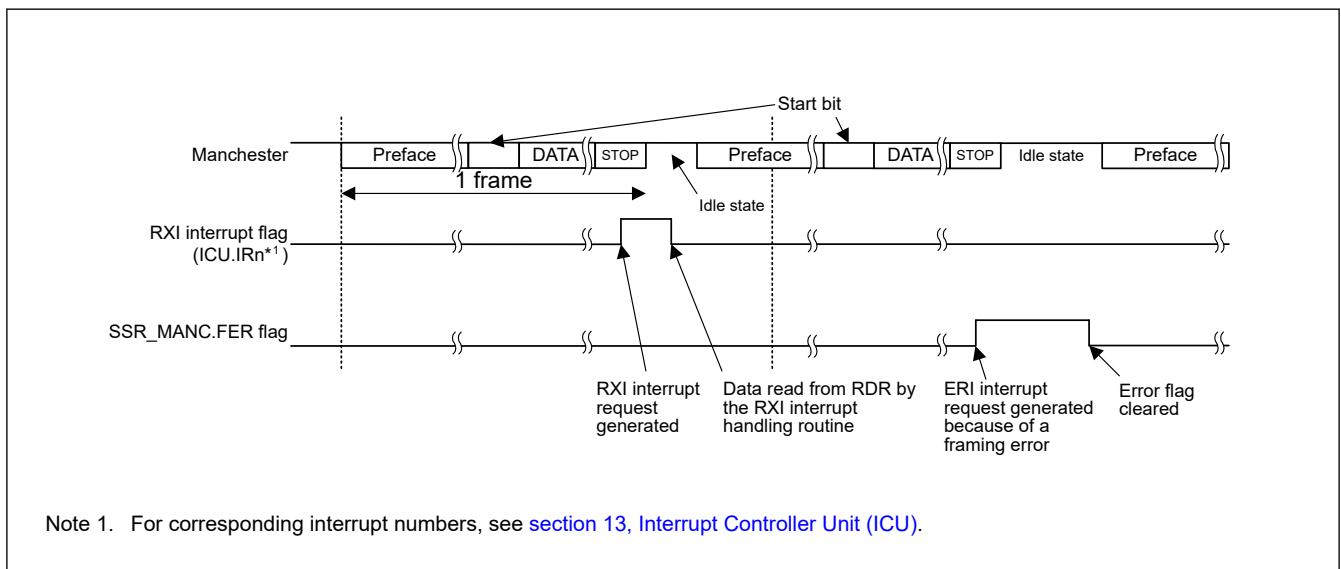 Start bit
Manchester
Preface
DATA
STOP
Preface
DATA
STOP
Idle state
Preface
1 frame
Idle state
RXI interrupt flag
(ICU.IRn*1)
SSR_MANC.FER flag
RXI interrupt
request
generated
Data read from RDR by
the RXI interrupt
handling routine
ERI interrupt
request generated
because of a
framing error
Error flag
cleared
Note 1. For corresponding interrupt numbers, see section 13, Interrupt Controller Unit (ICU).